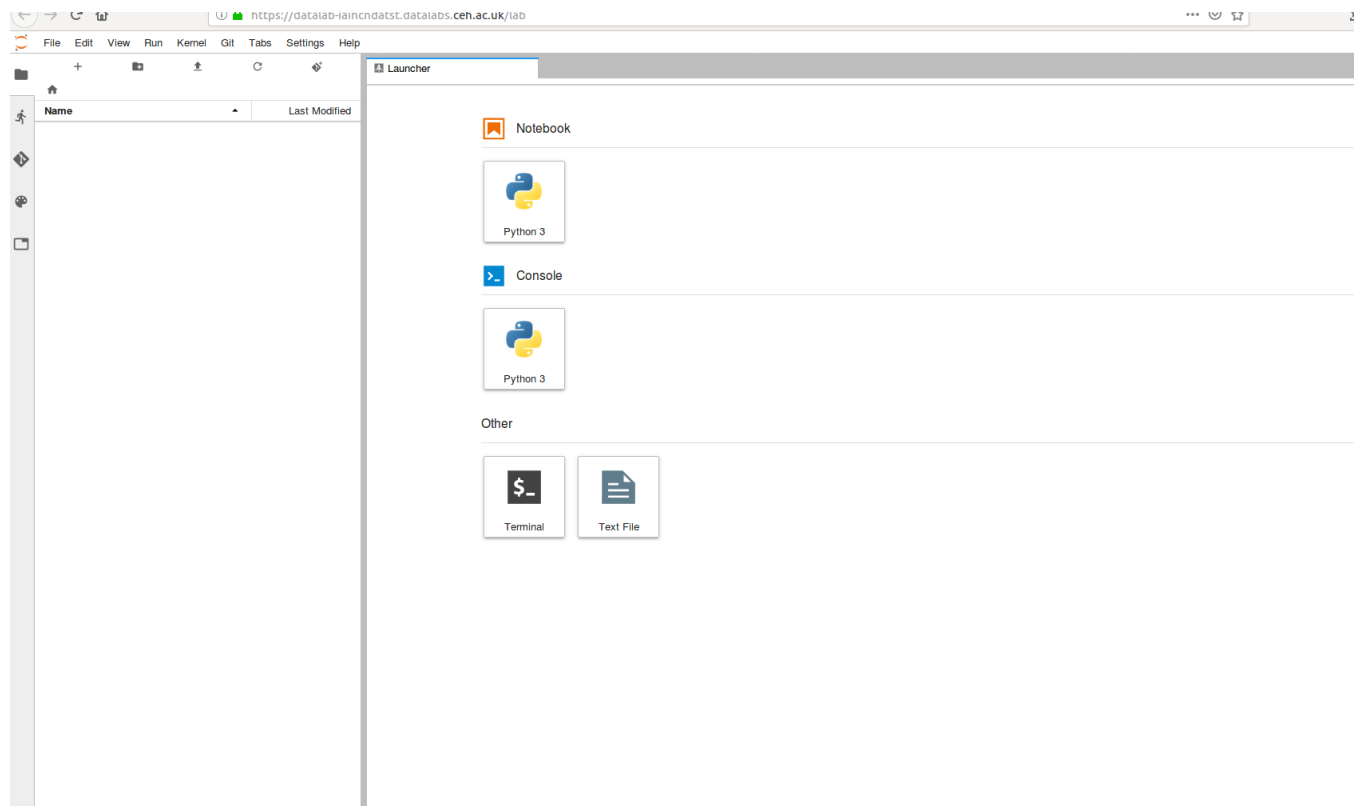 https://datalab-iaincndatst.datalabs.ceh.ac.uk/lab
File Edit View Run Kernel Git Tabs Settings Help
Launcher
Name Last Modified
Notebook
Python 3
Console
Python 3
Other
$_
Terminal Text File